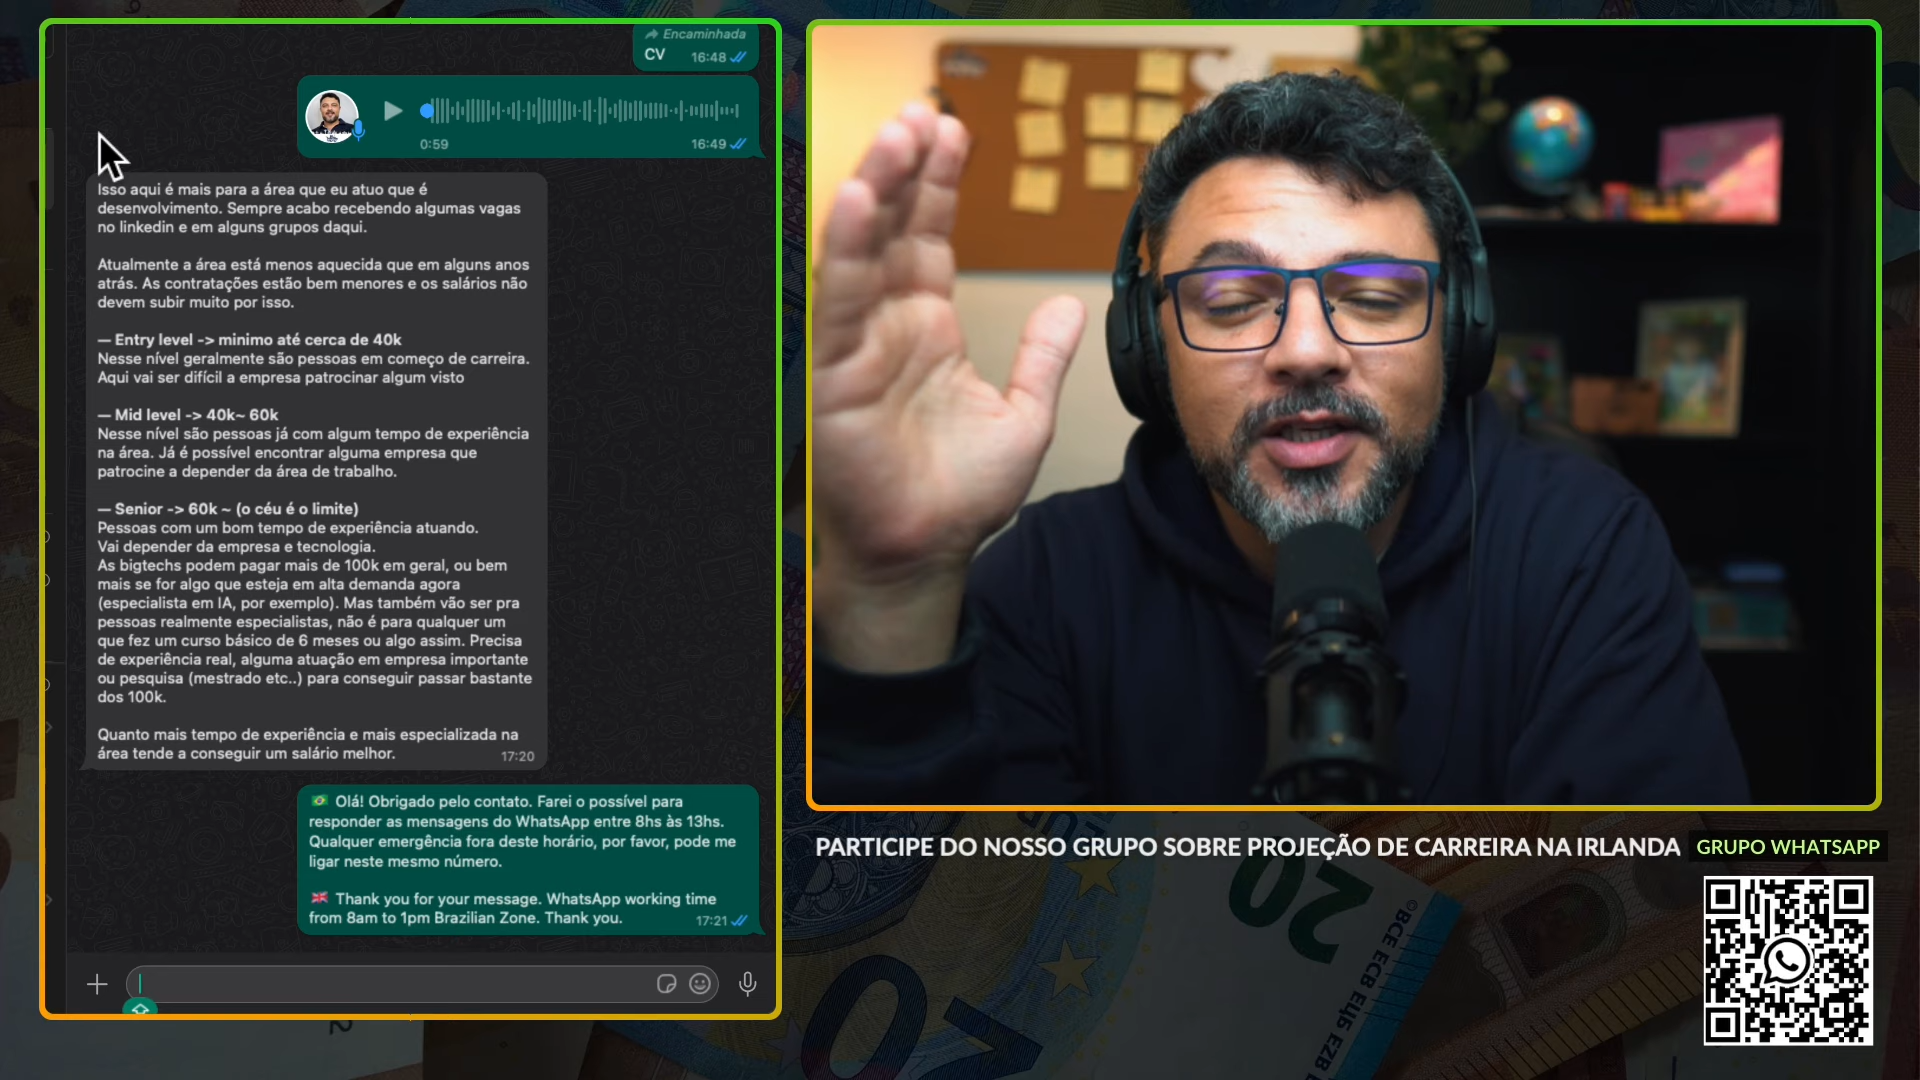 Encaminhada
CV 16:48
0:59 16:49
Isso aqui é mais para a área que eu atuo que é
desenvolvimento. Sempre acabo recebendo algumas vagas
no linkedin e em alguns grupos daqui.
Atualmente a área está menos aquecida que em alguns anos
atrás. As contratações estão bem menores e os salários não
devem subir muito por isso.
— Entry level -> minimo até cerca de 40k
Nesse nível geralmente são pessoas em começo de carreira.
Aqui vai ser difícil a empresa patrocinar algum visto
— Mid level -> 40k~ 60k
Nesse nível são pessoas já com algum tempo de experiência
na área. Já é possível encontrar alguma empresa que
patrocine a depender da área de trabalho.
— Senior -> 60k ~ (o céu é o limite)
Pessoas com um bom tempo de experiência atuando.
Vai depender da empresa e tecnologia.
As bigtechs podem pagar mais de 100k em geral, ou bem
mais se for algo que esteja em alta demanda agora
(especialista em IA, por exemplo). Mas também vão ser pra
pessoas realmente especialistas, não é para qualquer um
que fez um curso básico de 6 meses ou algo assim. Precisa
de experiência real, alguma atuação em empresa importante
ou pesquisa (mestrado etc..) para conseguir passar bastante
dos 100k.
Quanto mais tempo de experiência e mais especializada na
área tende a conseguir um salário melhor. 17:20
Olá! Obrigado pelo contato. Farei o possível para
responder as mensagens do WhatsApp entre 8hs às 13hs.
Qualquer emergência fora deste horário, por favor, pode me
ligar neste mesmo número.
Thank you for your message. WhatsApp working time
from 8am to 1pm Brazilian Zone. Thank you. 17:21
PARTICIPE DO NOSSO GRUPO SOBRE PROJEÇÃO DE CARREIRA NA IRLANDA GRUPO WHATSAPP
20
©BCE ECB EZB
20